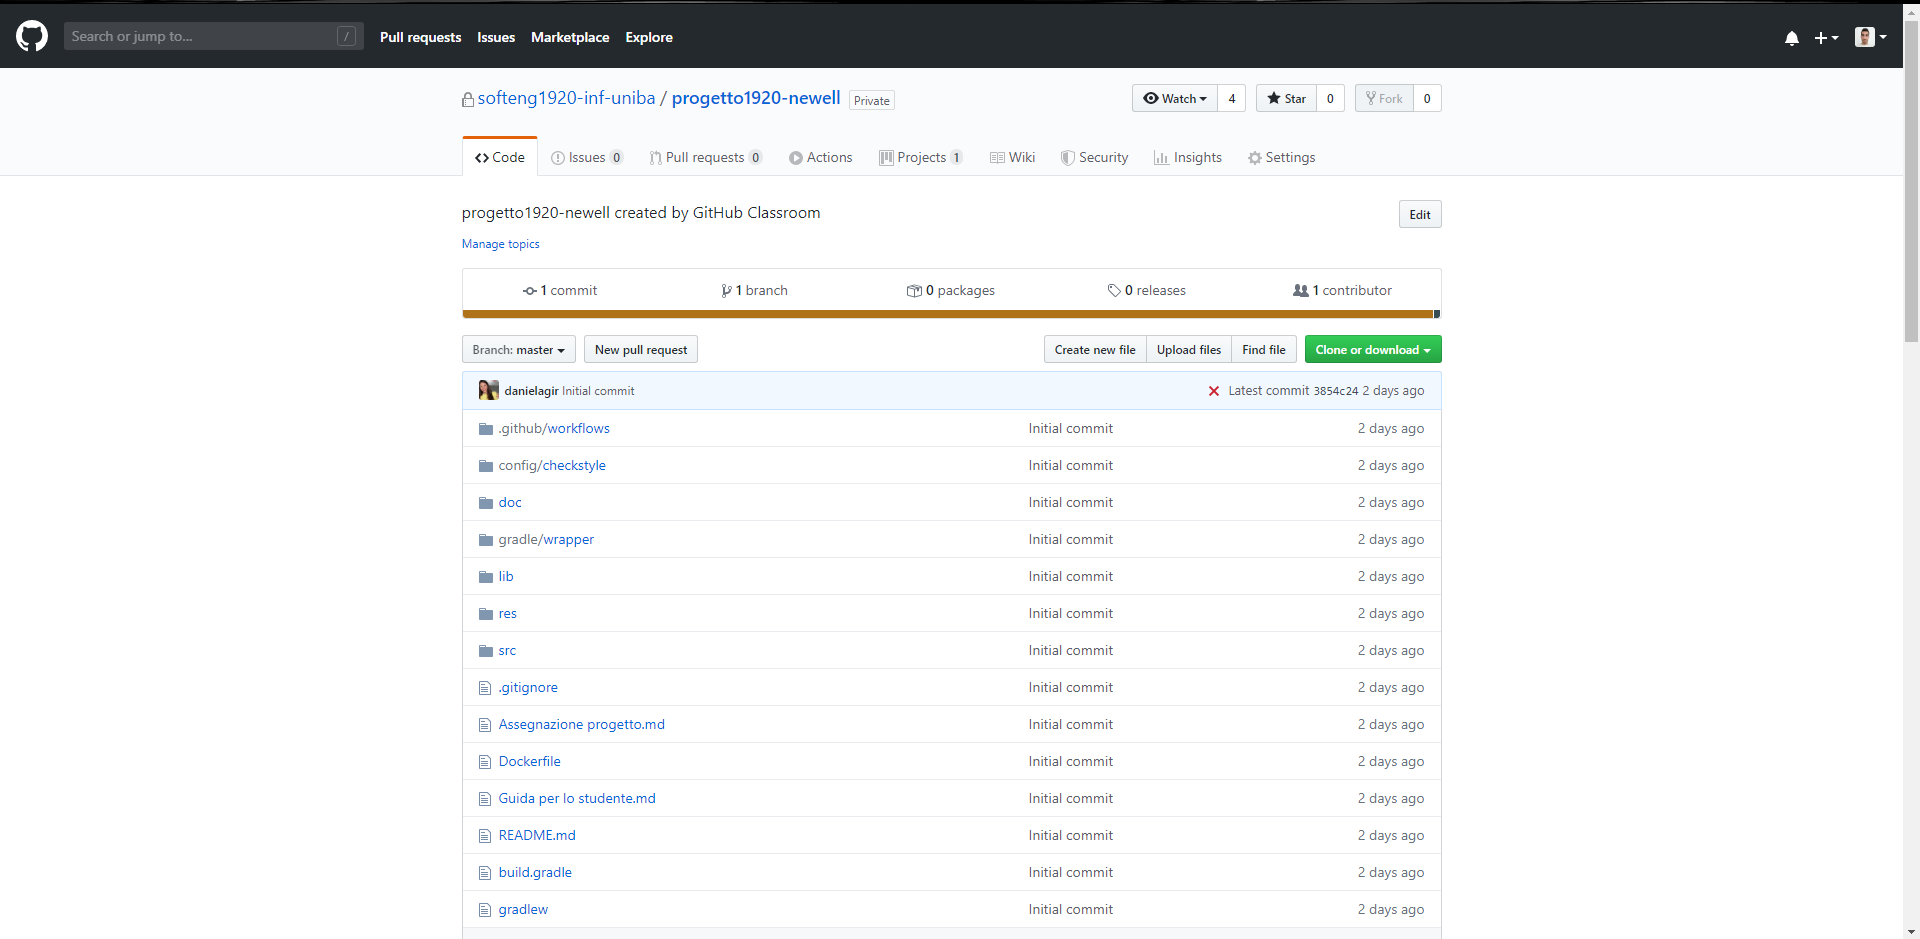 Search or jump to... /
Pull requests Issues Marketplace Explore
softeng1920-inf-uniba / progetto1920-newell Private
Watch 4 Star 0 Fork 0
Code Issues 0 Pull requests 0 Actions Projects 1 Wiki Security Insights Settings
progetto1920-newell created by GitHub Classroom
Edit
Manage topics
1 commit 1 branch 0 packages 0 releases 1 contributor
Branch: master New pull request Create new file Upload files Find file Clone or download
danielagir Initial commit Latest commit 3854c24 2 days ago
.github/workflows Initial commit 2 days ago
config/checkstyle Initial commit 2 days ago
doc Initial commit 2 days ago
gradle/wrapper Initial commit 2 days ago
lib Initial commit 2 days ago
res Initial commit 2 days ago
src Initial commit 2 days ago
.gitignore Initial commit 2 days ago
Assegnazione progetto.md Initial commit 2 days ago
Dockerfile Initial commit 2 days ago
Guida per lo studente.md Initial commit 2 days ago
README.md Initial commit 2 days ago
build.gradle Initial commit 2 days ago
gradlew Initial commit 2 days ago